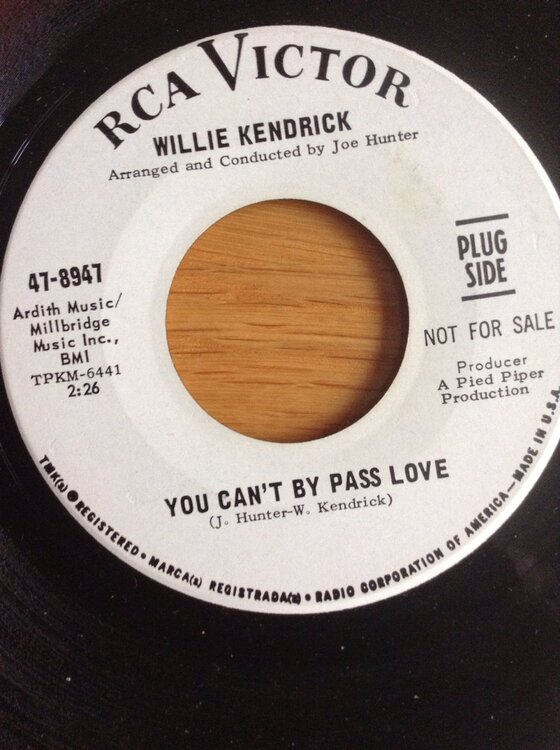 RCA VICTOR
WILLIE KENDRICK
Arranged and Conducted by Joe Hunter
47-8947
Ardith Music/
Millbridge
Music Inc.,
BMI
TPKM-6441
2:26
PLUG
SIDE
NOT FOR SALE
Producer
A Pied Piper
Production
YOU CAN'T BY PASS LOVE
(J. Hunter-W. Kendrick)
TMK(s) ● REGISTERED • MARCA(s) REGISTRADA(s) • RADIO CORPORATION OF AMERICA—MADE IN U.S.A.